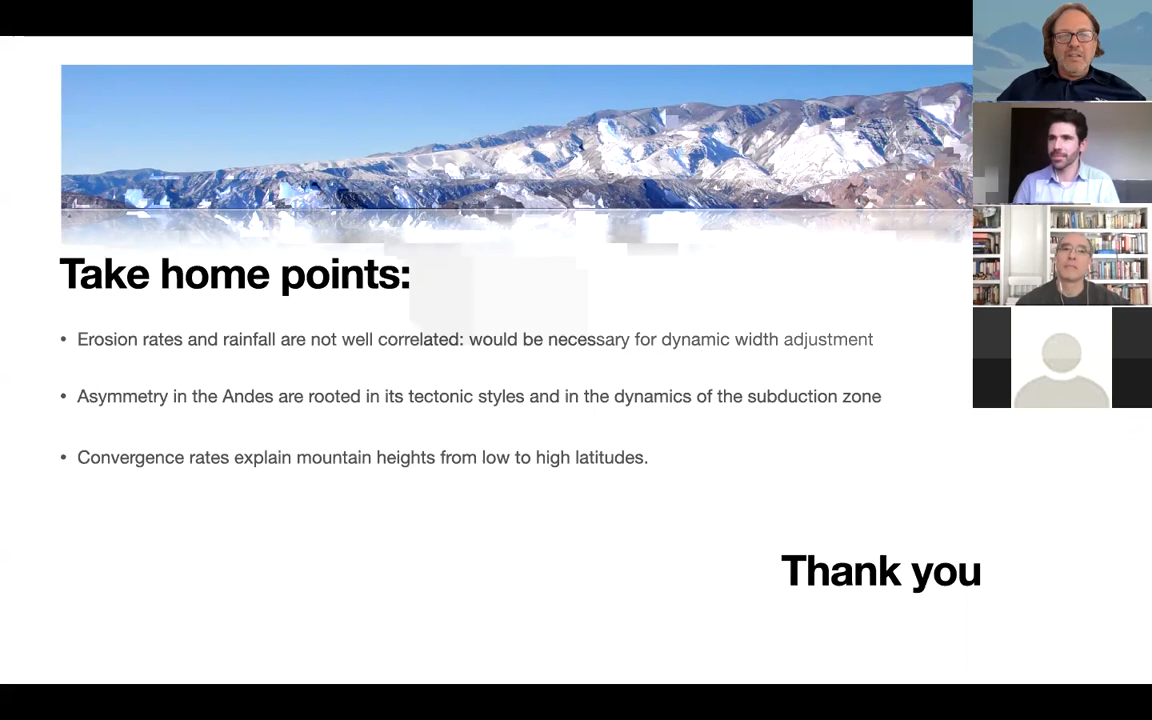 Take home points:
• Erosion rates and rainfall are not well correlated: would be necessary for dynamic width adjustment
• Asymmetry in the Andes are rooted in its tectonic styles and in the dynamics of the subduction zone
• Convergence rates explain mountain heights from low to high latitudes.
Thank you